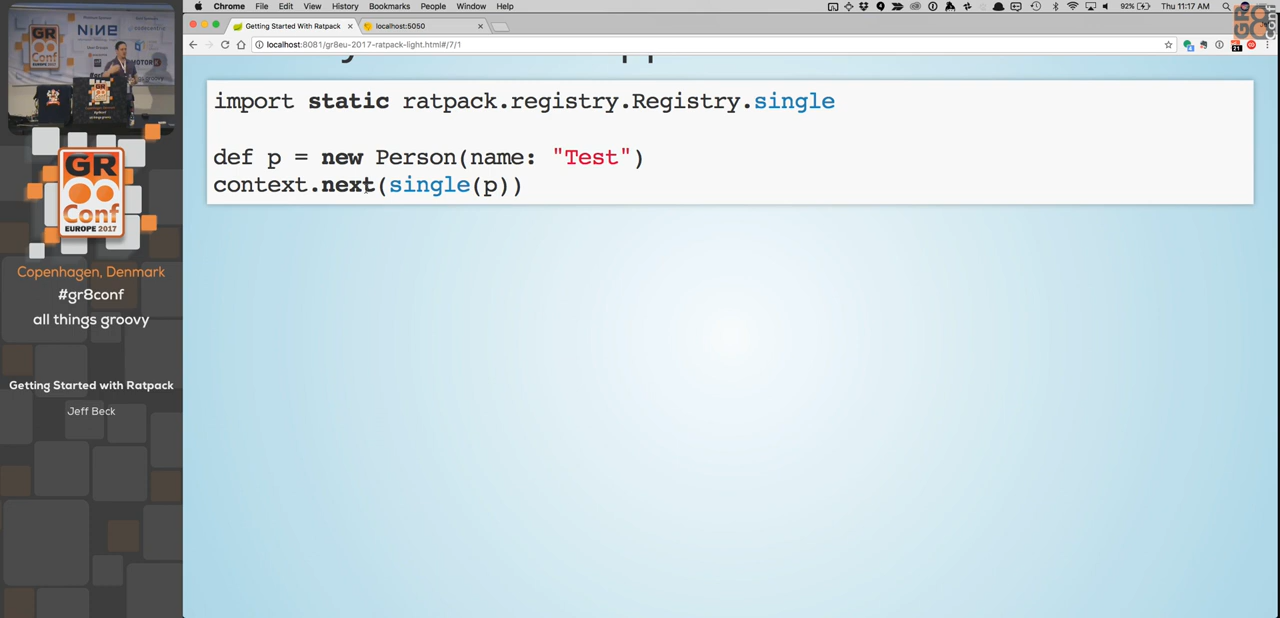 Chrome File Edit View History Bookmarks People Window Help 92% Thu 11:17 AM
Getting Started With Ratpack localhost:5050
localhost:8081/gr8eu-2017-ratpack-light.html#/7/1
import static ratpack.registry.Registry.single
def p = new Person(name: "Test")
context.next(single(p))
GR8
Conf
EUROPE 2017
Copenhagen, Denmark
#gr8conf
all things groovy
Getting Started with Ratpack
Jeff Beck